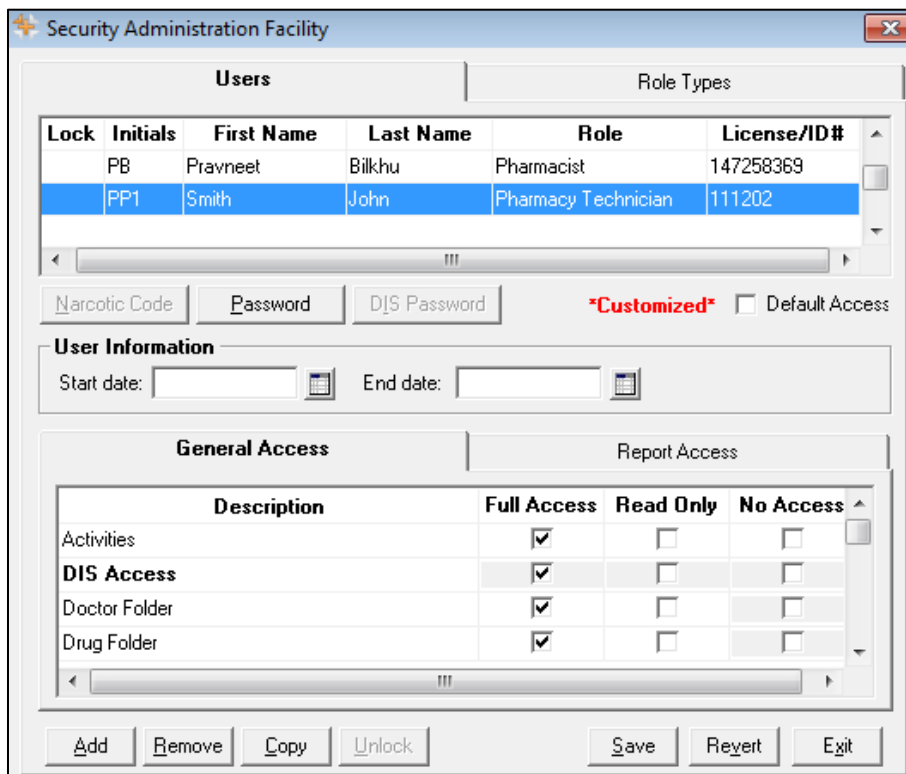 Security Administration Facility
Users Role Types
Lock Initials First Name Last Name Role License/ID#
PB Pravneet Bilkhu Pharmacist 147258369
PP1 Smith John Pharmacy Technician 111202
Narcotic Code Password DIS Password *Customized* Default Access
User Information
Start date: End date:
General Access Report Access
Description Full Access Read Only No Access
Activities
DIS Access
Doctor Folder
Drug Folder
Add Remove Copy Unlock Save Revert Exit